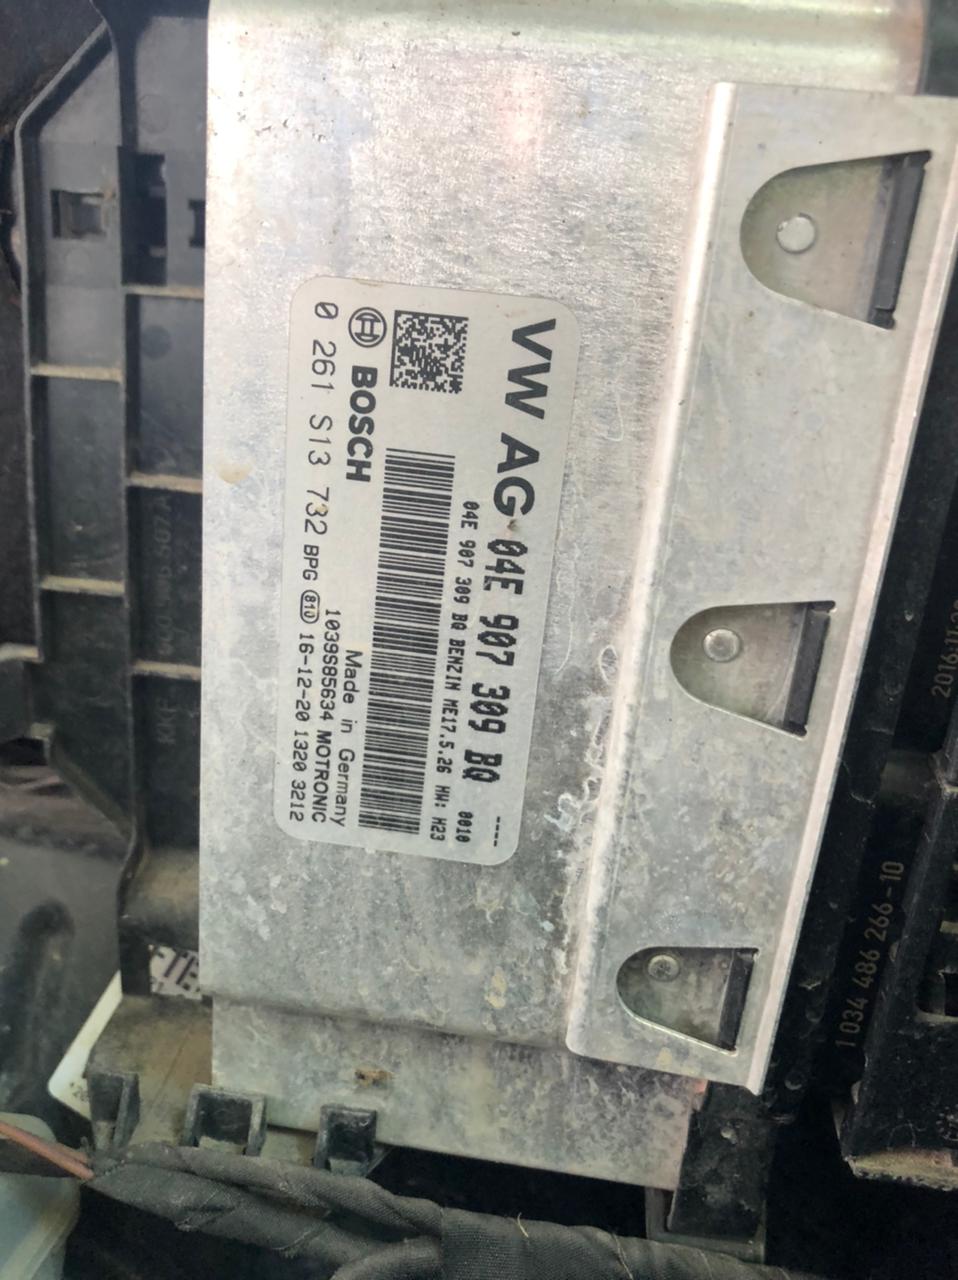 VW AG 04E 907 309 BQ ----
04E 907 309 BQ BENZIN ME17.5.26 HW: H23 0010
BOSCH
Made in Germany
1039S85634 MOTRONIC
0 261 S13 732 BPG 810 16-12-20 1320 3212
1 034 486 266-10